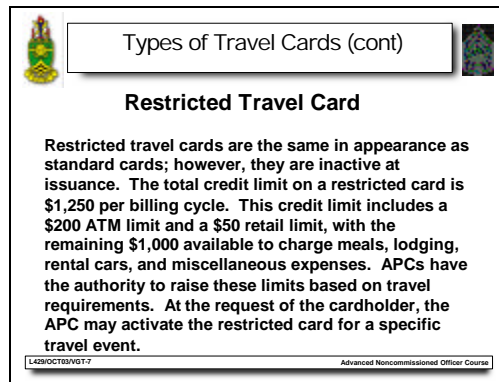 Types of Travel Cards (cont)
Restricted Travel Card
Restricted travel cards are the same in appearance as
standard cards; however, they are inactive at
issuance.  The total credit limit on a restricted card is
$1,250 per billing cycle.  This credit limit includes a
$200 ATM limit and a $50 retail limit, with the
remaining $1,000 available to charge meals, lodging,
rental cars, and miscellaneous expenses.  APCs have
the authority to raise these limits based on travel
requirements.  At the request of the cardholder, the
APC may activate the restricted card for a specific
travel event.
L429/OCT03/VGT-7
Advanced Noncommissioned Officer Course